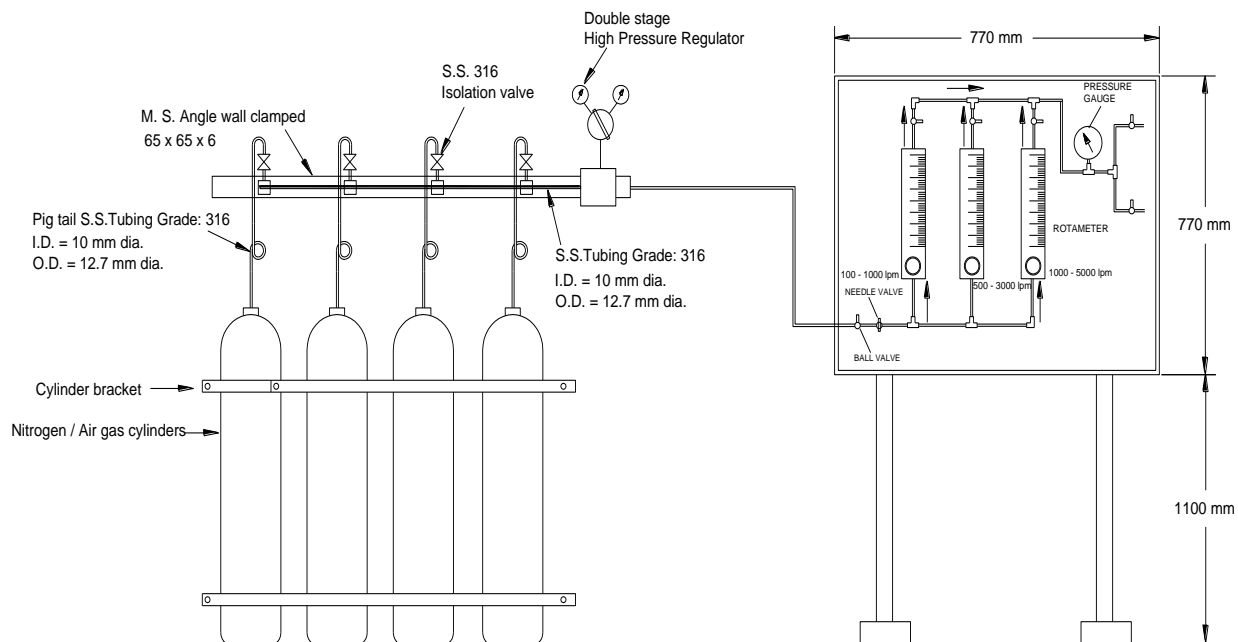 Double stage
High Pressure Regulator
770 mm
S.S. 316
Isolation valve
PRESSURE
GAUGE
M. S. Angle wall clamped
65 x 65 x 6
Pig tail S.S.Tubing Grade: 316
I.D. = 10 mm dia.
O.D. = 12.7 mm dia.
S.S.Tubing Grade: 316
I.D. = 10 mm dia.
O.D. = 12.7 mm dia.
ROTAMETER
770 mm
100 - 1000 lpm
500 - 3000 lpm
1000 - 5000 lpm
NEEDLE VALVE
BALL VALVE
Cylinder bracket
Nitrogen / Air gas cylinders
1100 mm